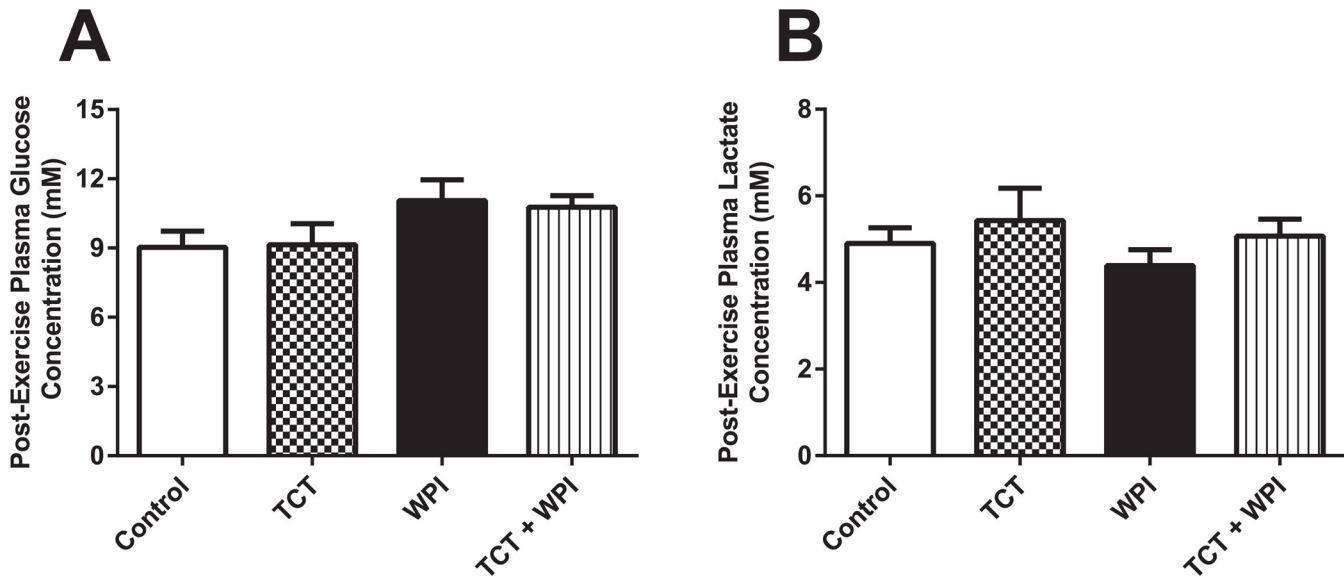 A
Post-Exercise Plasma Glucose
Concentration (mM)
15
12
9
6
3
0
Control
TCT
WPI
TCT + WPI
B
Post-Exercise Plasma Lactate
Concentration (mM)
8
6
4
2
0
Control
TCT
WPI
TCT + WPI